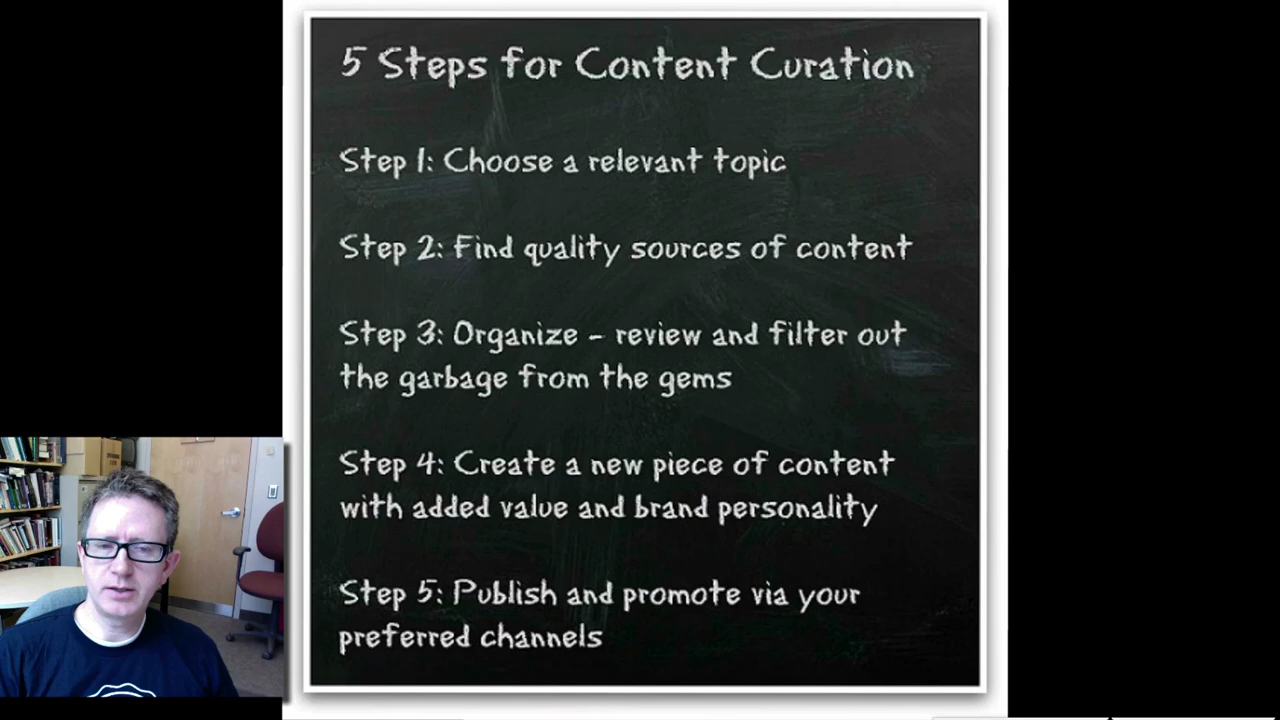 5 Steps for Content Curation
Step 1: Choose a relevant topic
Step 2: Find quality sources of content
Step 3: Organize - review and filter out
the garbage from the gems
Step 4: Create a new piece of content
with added value and brand personality
Step 5: Publish and promote via your
preferred channels